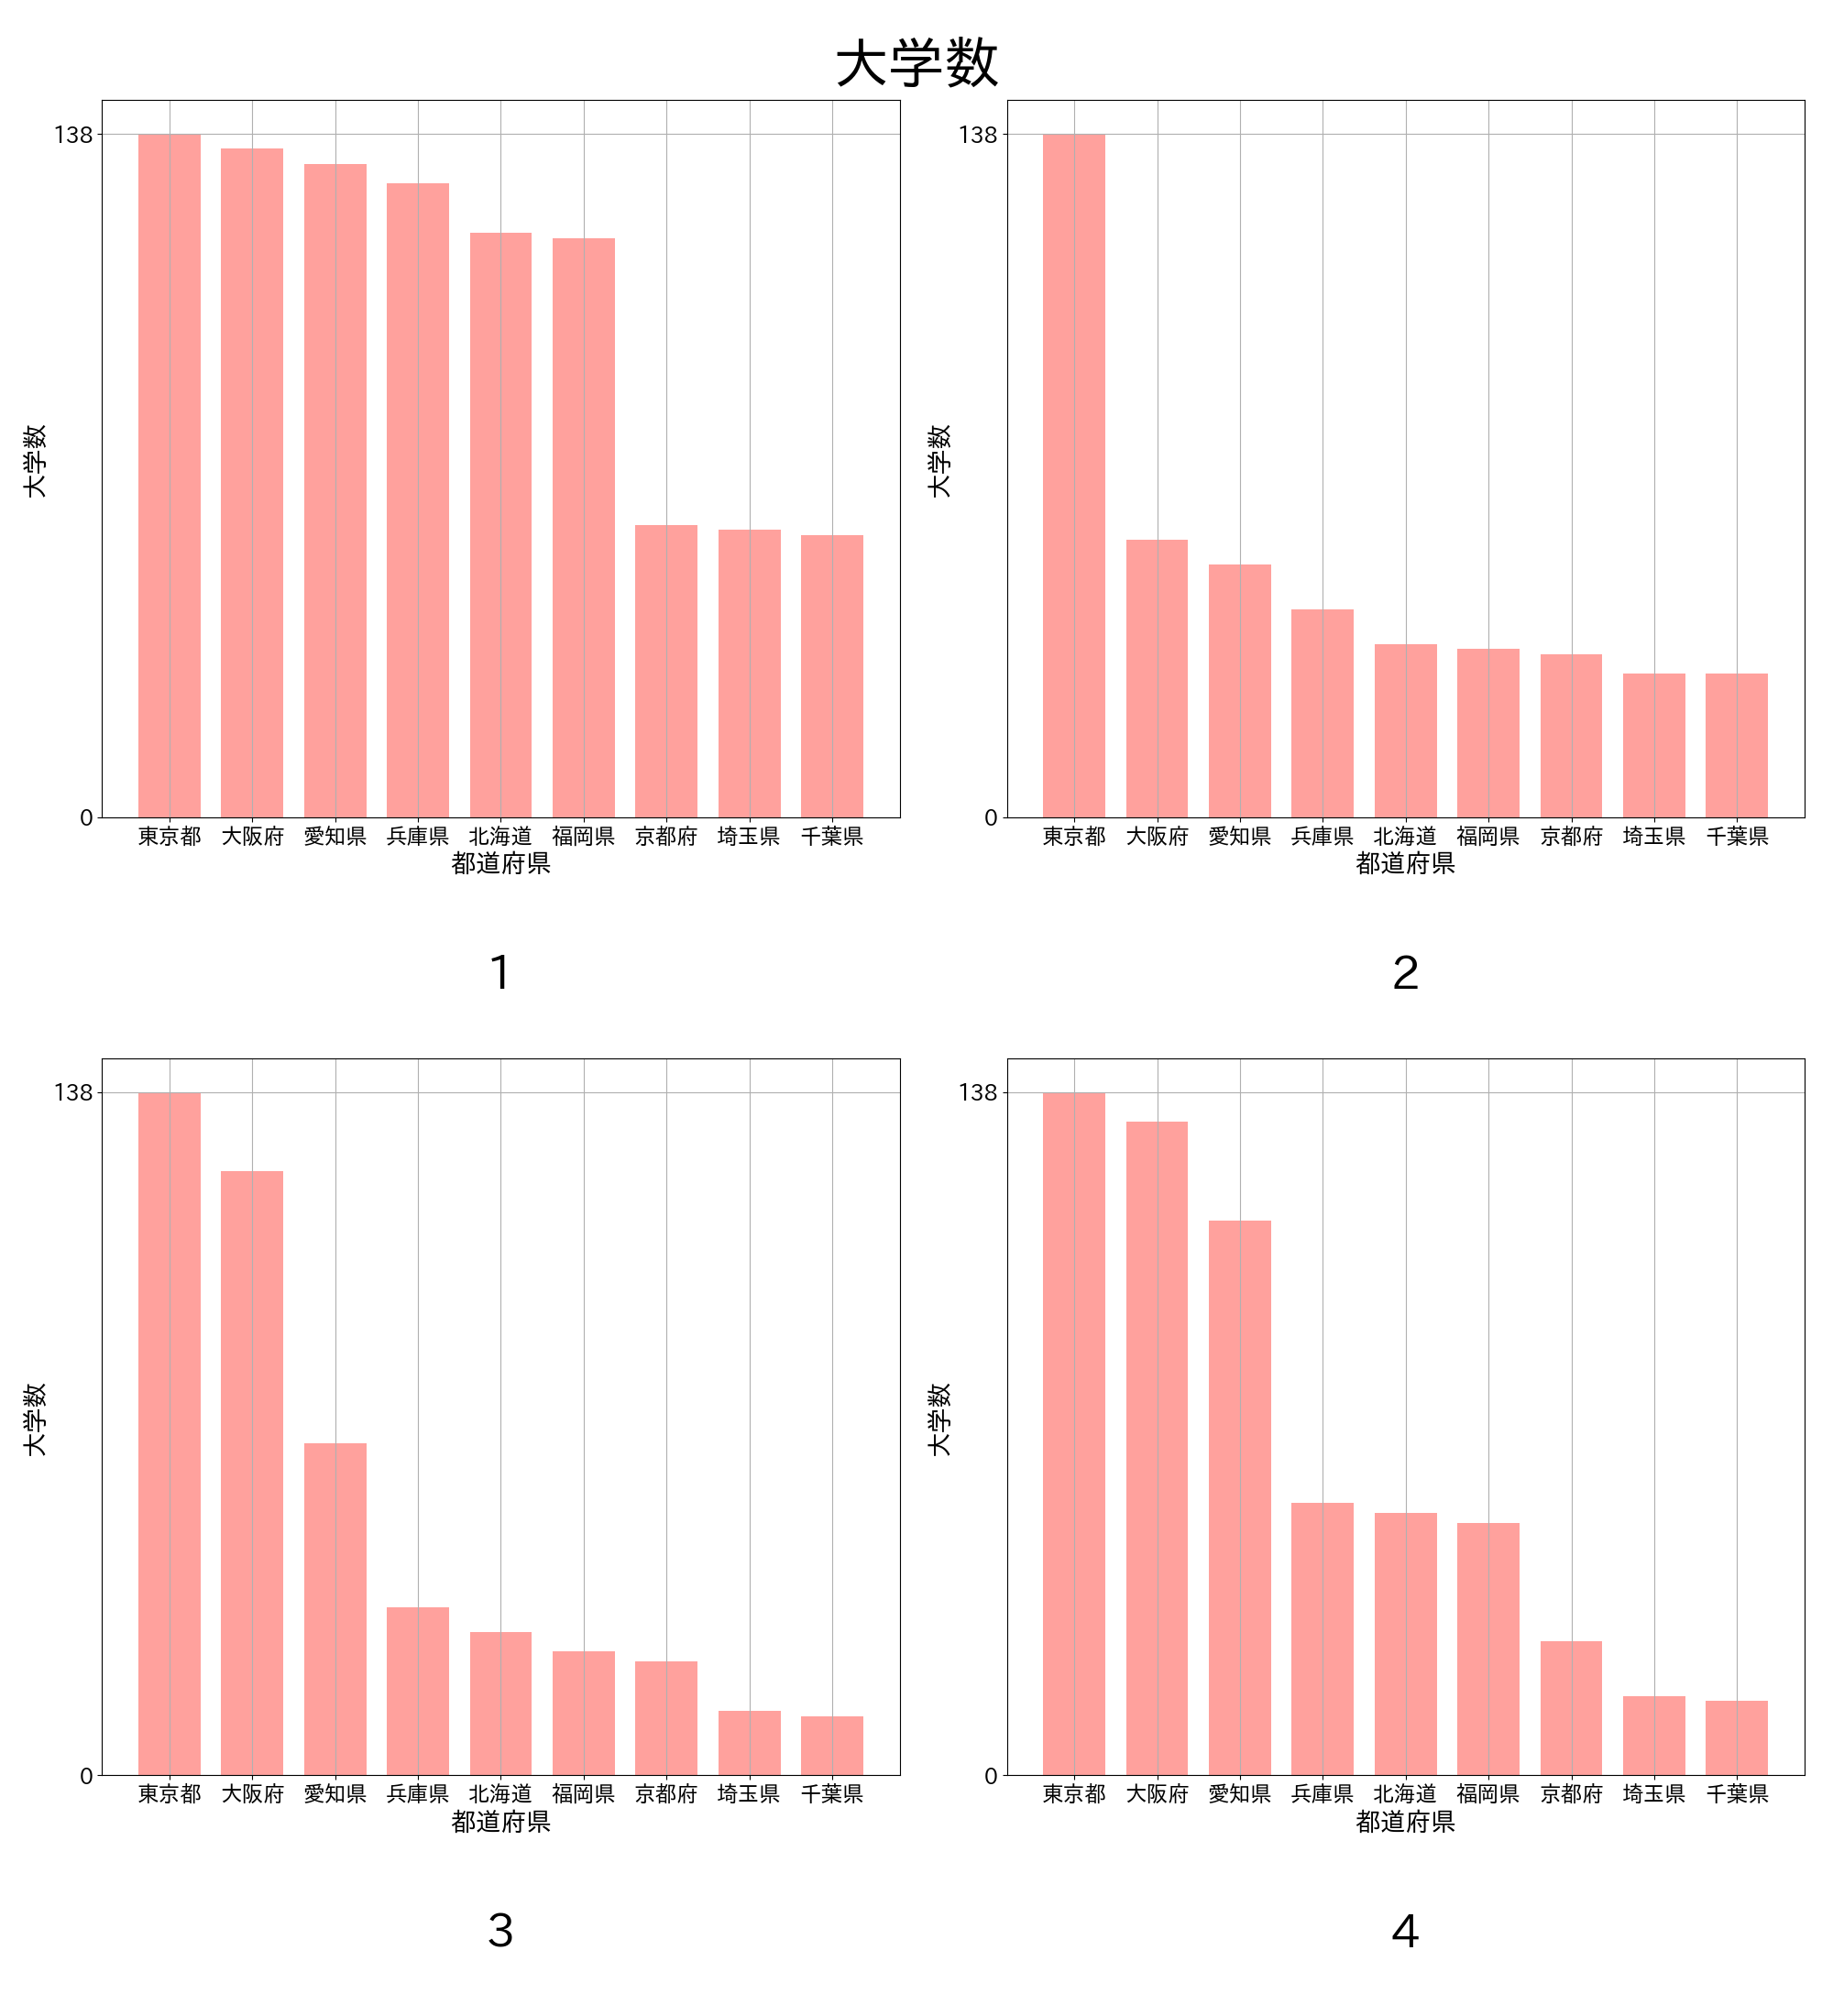 大学数
138
0
大学数
東京都 大阪府 愛知県 兵庫県 北海道 福岡県 京都府 埼玉県 千葉県
都道府県
1
138
0
大学数
東京都 大阪府 愛知県 兵庫県 北海道 福岡県 京都府 埼玉県 千葉県
都道府県
2
138
0
大学数
東京都 大阪府 愛知県 兵庫県 北海道 福岡県 京都府 埼玉県 千葉県
都道府県
3
138
0
大学数
東京都 大阪府 愛知県 兵庫県 北海道 福岡県 京都府 埼玉県 千葉県
都道府県
4